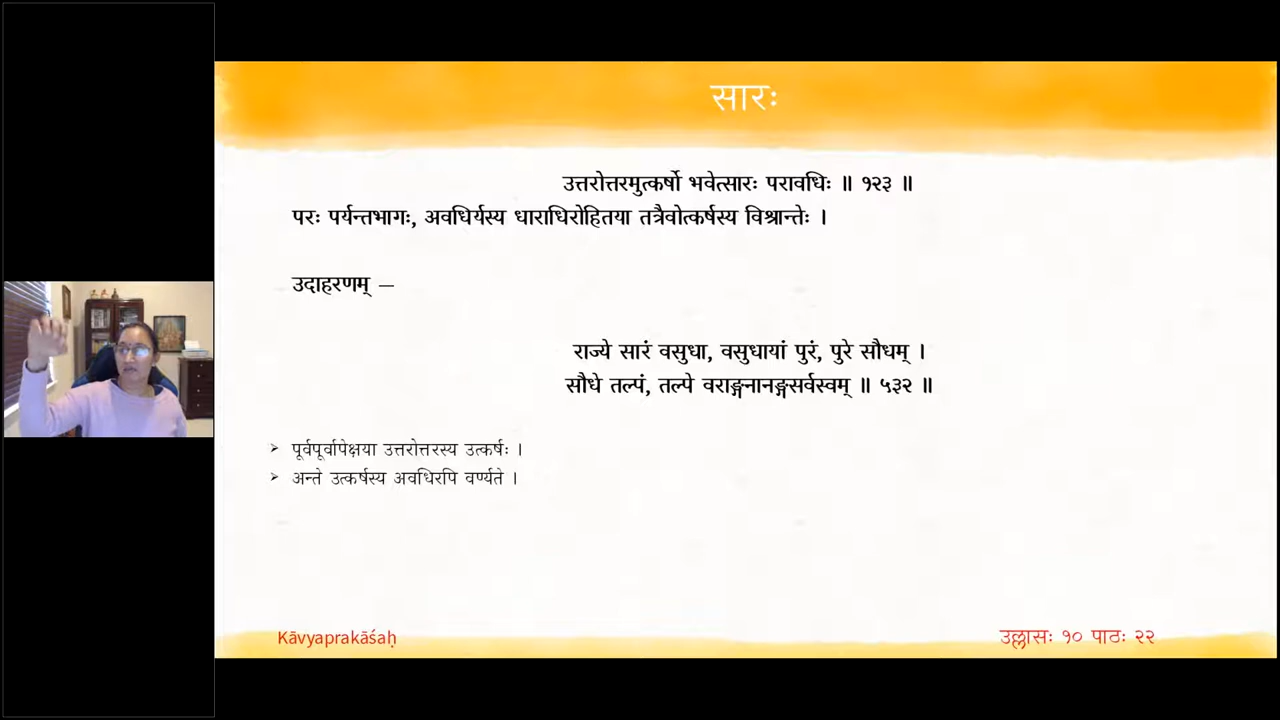 सारः
उत्तरोत्तरमुत्कर्षो भवेत्सारः परावधिः ॥ १२३ ॥
परः पर्यन्तभागः, अवधिर्यस्य धाराधिरोहितया तत्रैवोत्कर्षस्य विश्रान्तेः ।
उदाहरणम् —
राज्ये सारं वसुधा, वसुधायां पुरं, पुरे सौधम् ।
सौधे तल्पं, तल्पे वराङ्गनानङ्गसर्वस्वम् ॥ ५३२ ॥
➢ पूर्वपूर्वापेक्षया उत्तरोत्तरस्य उत्कर्षः ।
➢ अन्ते उत्कर्षस्य अवधिरपि वर्ण्यते ।
Kāvyaprakāśaḥ
उल्लासः १० पाठः २२